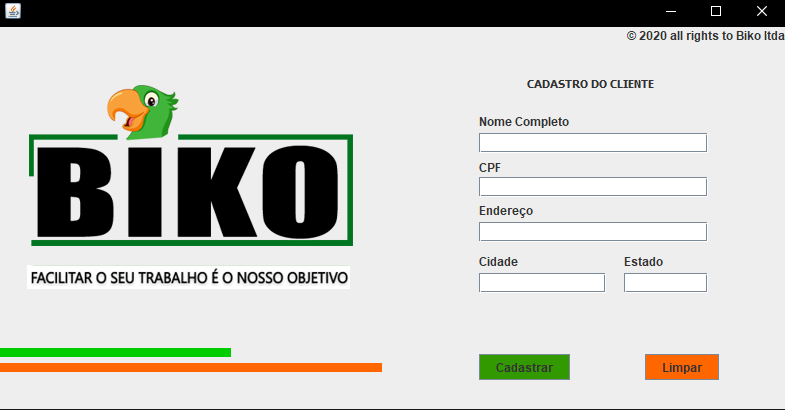 © 2020 all rights to Biko ltda
BIKO
FACILITAR O SEU TRABALHO É O NOSSO OBJETIVO
CADASTRO DO CLIENTE
Nome Completo
CPF
Endereço
Cidade Estado
Cadastrar Limpar